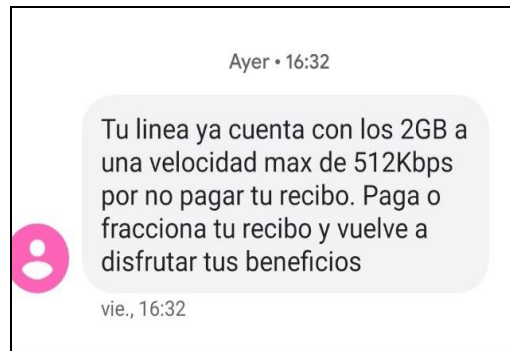 Ayer • 16:32
Tu linea ya cuenta con los 2GB a
una velocidad max de 512Kbps
por no pagar tu recibo. Paga o
fracciona tu recibo y vuelve a
disfrutar tus beneficios
vie., 16:32